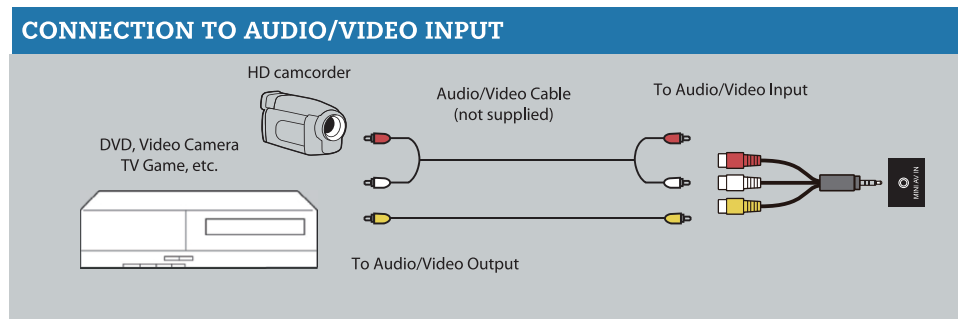 CONNECTION TO AUDIO/VIDEO INPUT
HD camcorder
Audio/Video Cable
(not supplied)
To Audio/Video Input
DVD, Video Camera
TV Game, etc.
MINI AV IN
To Audio/Video Output